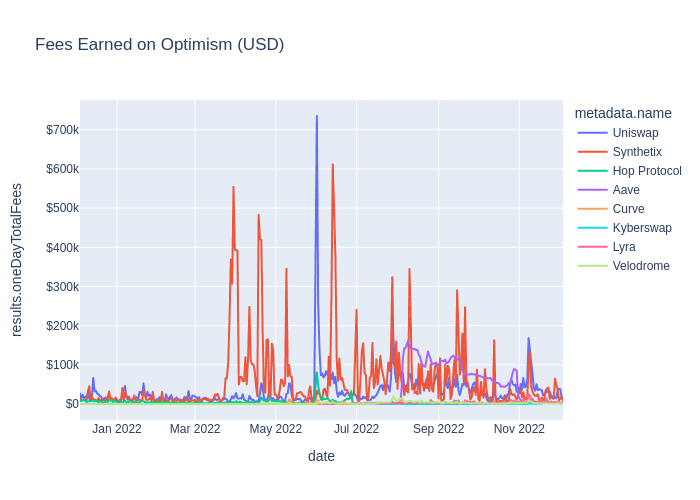 Fees Earned on Optimism (USD)
metadata.name
Uniswap
Synthetix
Hop Protocol
Aave
Curve
Kyberswap
Lyra
Velodrome
results.oneDayTotalFees
$700k
$600k
$500k
$400k
$300k
$200k
$100k
$0
Jan 2022
Mar 2022
May 2022
Jul 2022
Sep 2022
Nov 2022
date